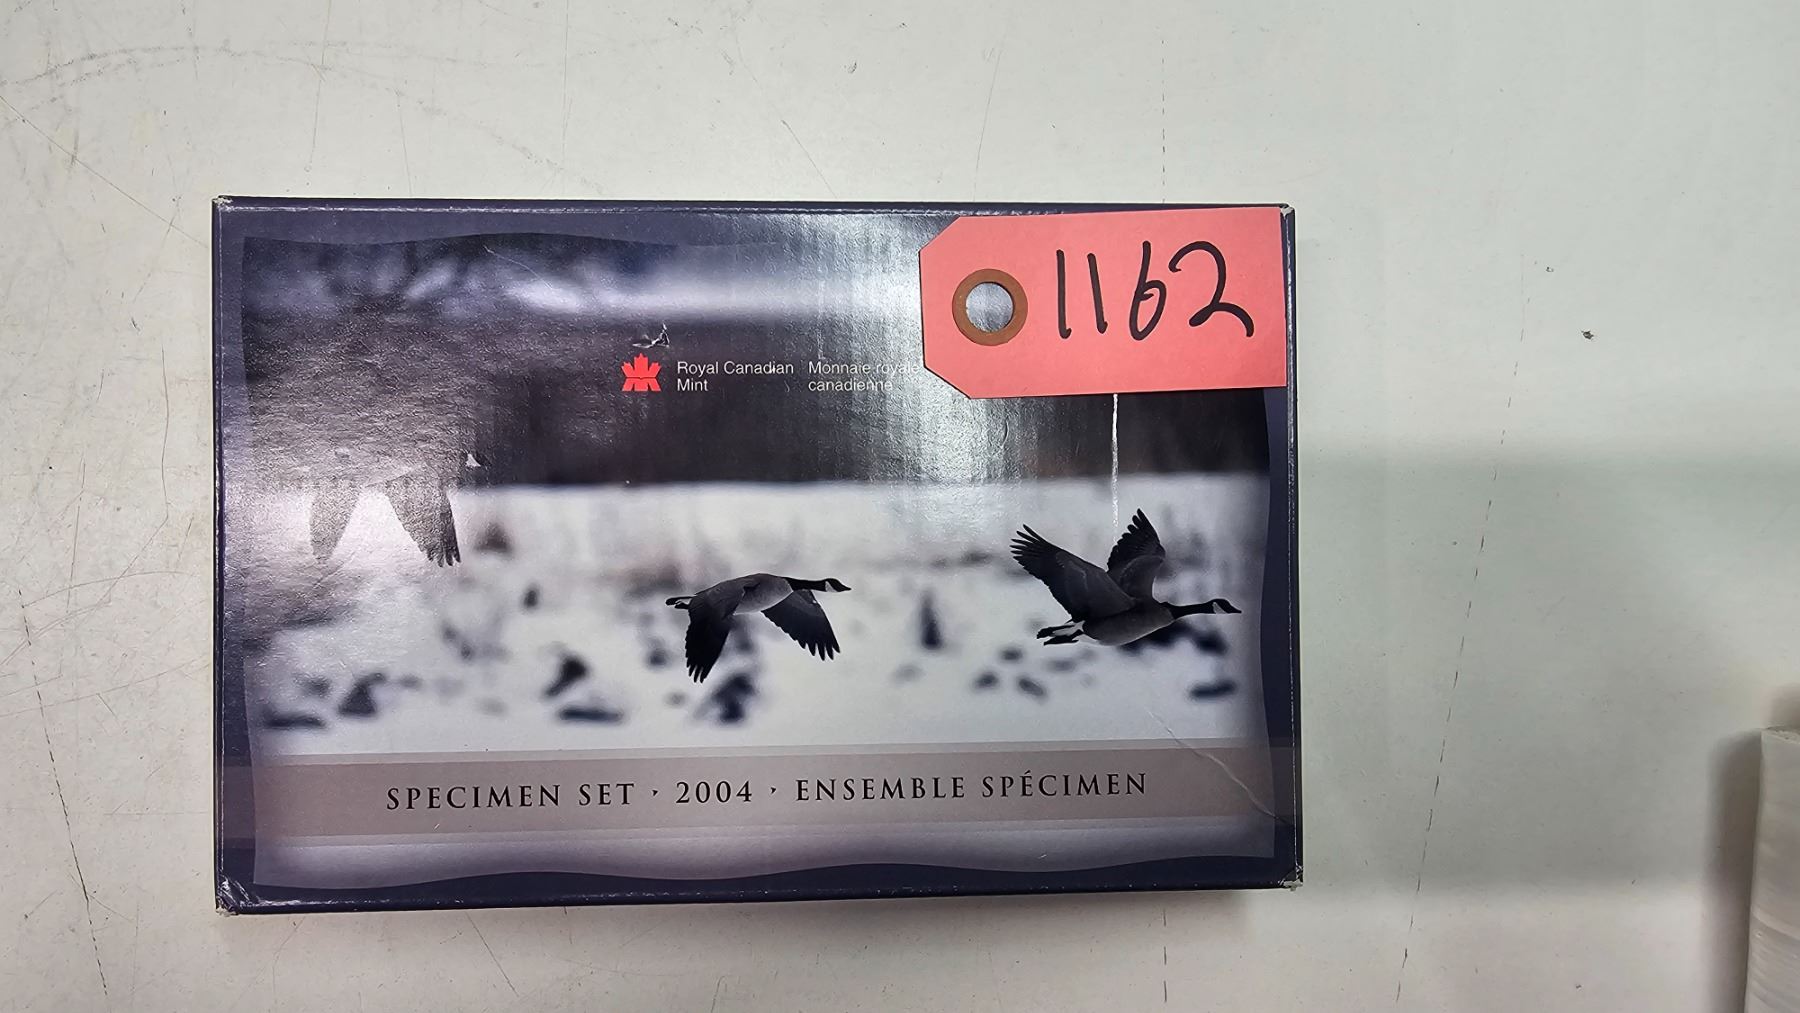 1162
Royal Canadian
Mint
Monnaie royale
canadienne
SPECIMEN SET · 2004 · ENSEMBLE SPÉCIMEN